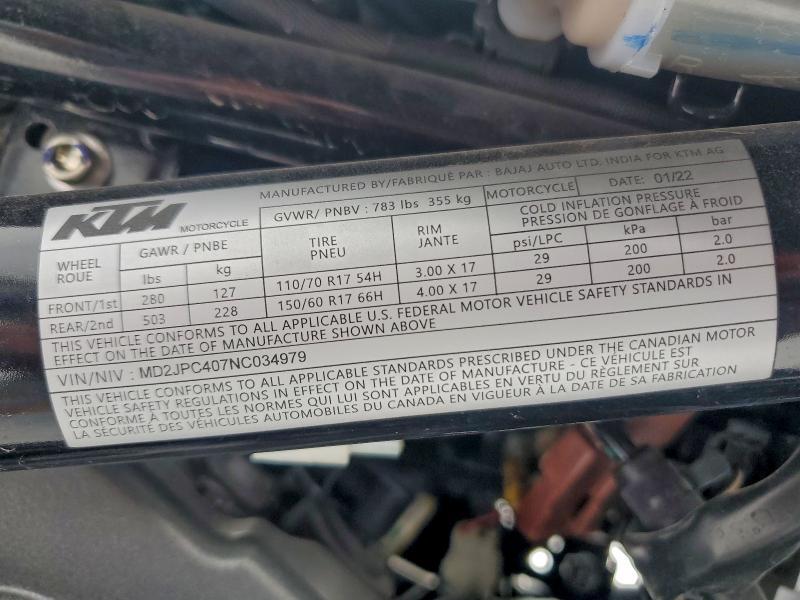 KTM MOTORCYCLE
MANUFACTURED BY/FABRIQUÉ PAR : BAJAJ AUTO LTD, INDIA FOR KTM AG
GVWR/ PNBV : 783 lbs 355 kg MOTORCYCLE DATE: 01/22
WHEEL ROUE GAWR / PNBE TIRE PNEU RIM JANTE COLD INFLATION PRESSURE
PRESSION DE GONFLAGE À FROID
lbs kg psi/LPC kPa bar
FRONT/1st 280 127 110/70 R17 54H 3.00 X 17 29 200 2.0
REAR/2nd 503 228 150/60 R17 66H 4.00 X 17 29 200 2.0
THIS VEHICLE CONFORMS TO ALL APPLICABLE U.S. FEDERAL MOTOR VEHICLE SAFETY STANDARDS IN
EFFECT ON THE DATE OF MANUFACTURE SHOWN ABOVE
VIN/NIV : MD2JPC407NC034979
THIS VEHICLE CONFORMS TO ALL APPLICABLE STANDARDS PRESCRIBED UNDER THE CANADIAN MOTOR
VEHICLE SAFETY REGULATIONS IN EFFECT ON THE DATE OF MANUFACTURE - CE VÉHICULE EST
CONFORME À TOUTES LES NORMES QUI LUI SONT APPLICABLES EN VERTU DU RÈGLEMENT SUR
LA SÉCURITÉ DES VÉHICULES AUTOMOBILES DU CANADA EN VIGUEUR À LA DATE DE SA FABRICATION